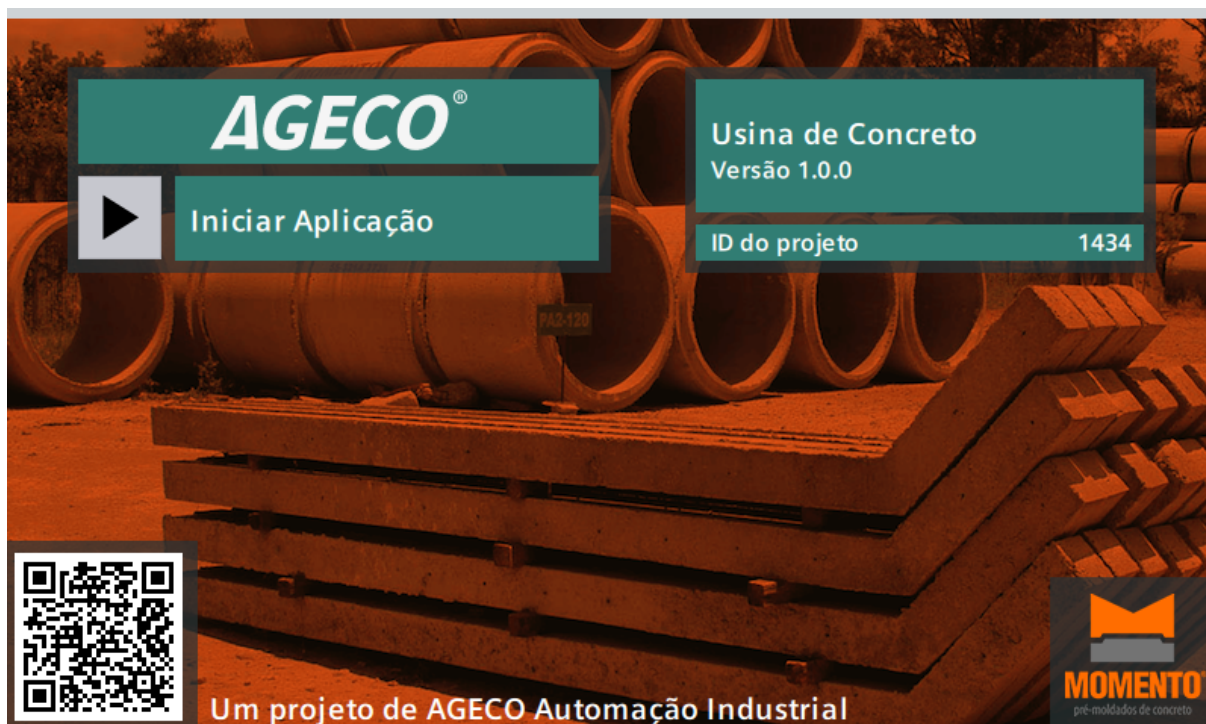 AGECO®
Iniciar Aplicação
Usina de Concreto
Versão 1.0.0
ID do projeto 1434
PA2-120
Um projeto de AGECO Automação Industrial
MOMENTO
pré-moldados de concreto